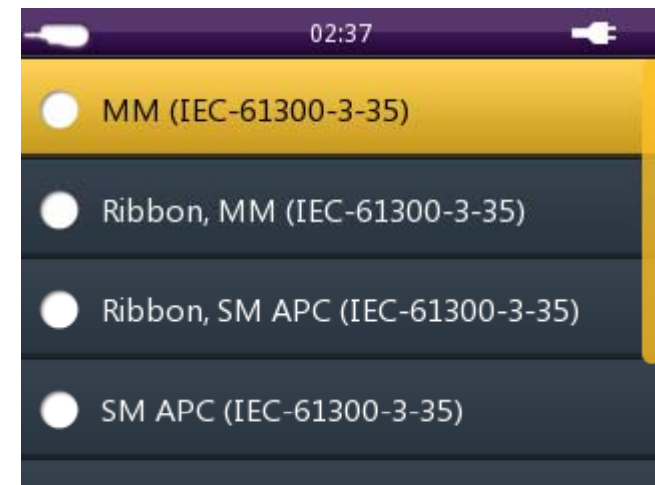 02:37
MM (IEC-61300-3-35)
Ribbon, MM (IEC-61300-3-35)
Ribbon, SM APC (IEC-61300-3-35)
SM APC (IEC-61300-3-35)